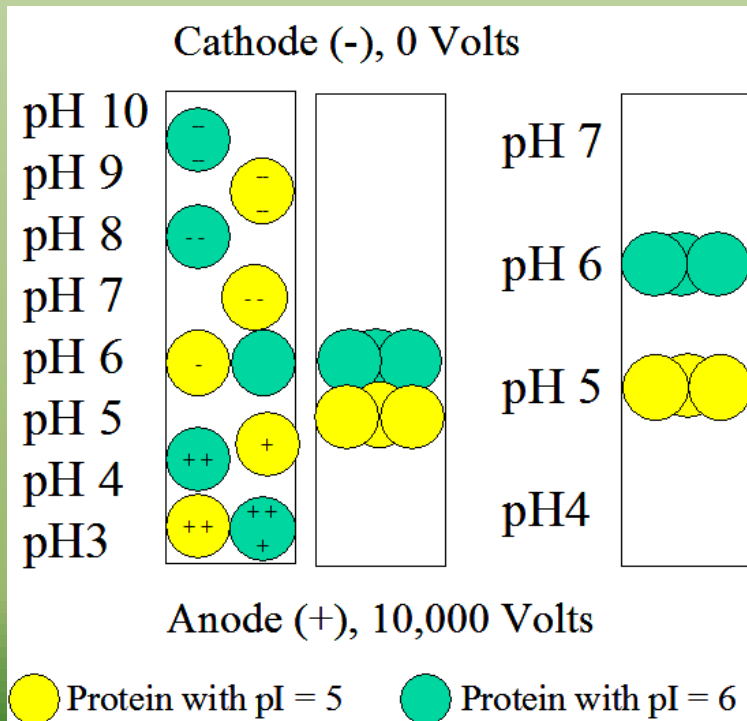 Cathode (-), 0 Volts
pH 10
pH 9
pH 8
pH 7
pH 6
pH 5
pH 4
pH3
--
--
--
--
- -
- -
-
+
+ +
+ +
+ +
+
pH 7
pH 6
pH 5
pH4
Anode (+), 10,000 Volts
Protein with pI = 5
Protein with pI = 6